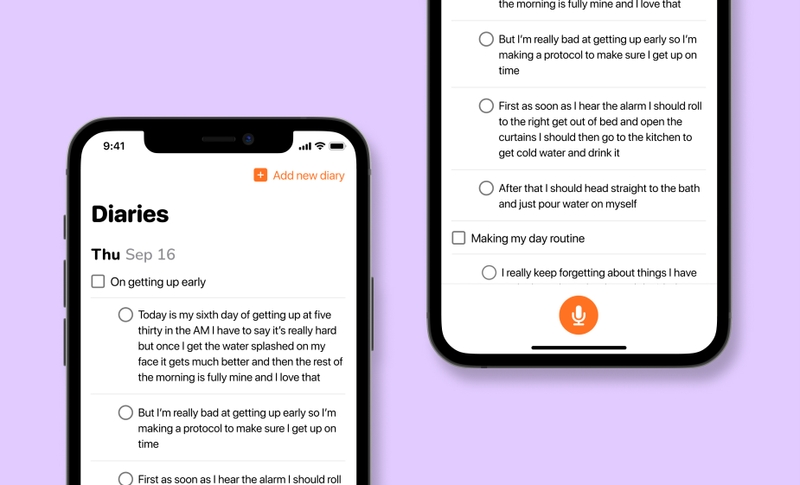 9:41
Add new diary
Diaries
Thu Sep 16
On getting up early
Today is my sixth day of getting up at five
thirty in the AM I have to say it's really hard
but once I get the water splashed on my
face it gets much better and then the rest of
the morning is fully mine and I love that
But I'm really bad at getting up early so I'm
making a protocol to make sure I get up on
time
First as soon as I hear the alarm I should roll
the morning is fully mine and I love that
But I'm really bad at getting up early so I'm
making a protocol to make sure I get up on
time
First as soon as I hear the alarm I should roll
to the right get out of bed and open the
curtains I should then go to the kitchen to
get cold water and drink it
After that I should head straight to the bath
and just pour water on myself
Making my day routine
I really keep forgetting about things I have